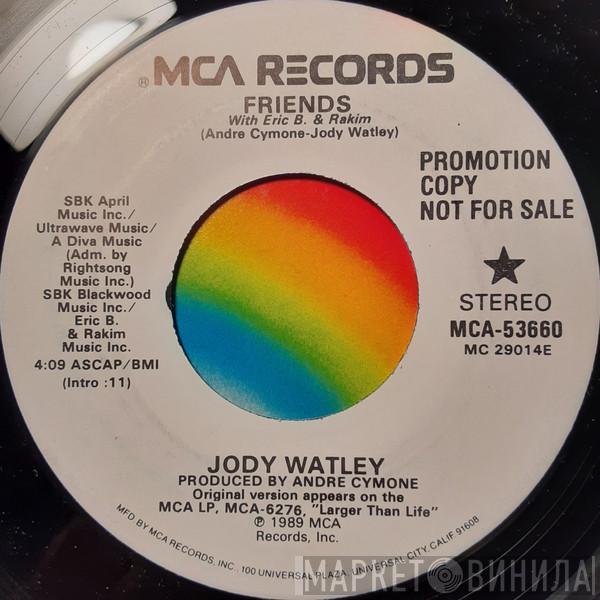 ® MCA RECORDS
FRIENDS
With Eric B. & Rakim
(Andre Cymone-Jody Watley)
PROMOTION
COPY
NOT FOR SALE
SBK April
Music Inc./
Ultrawave Music/
A Diva Music
(Adm. by
Rightsong
Music Inc.)
SBK Blackwood
Music Inc./
Eric B.
& Rakim
Music Inc.
4:09 ASCAP/BMI
(Intro :11)
★
STEREO
MCA-53660
MC 29014E
JODY WATLEY
PRODUCED BY ANDRE CYMONE
Original version appears on the
MCA LP, MCA-6276, "Larger Than Life"
℗ 1989 MCA
Records, Inc.
MFD BY MCA RECORDS, INC., 100 UNIVERSAL PLAZA, UNIVERSAL CITY, CALIF 91608
МАРКЕТ ВИНИЛА